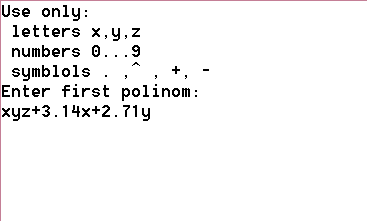 Use only:
letters x,y,z
numbers 0...9
symblols . ,^ , +, -
Enter first polinom:
xyz+3.14x+2.71y